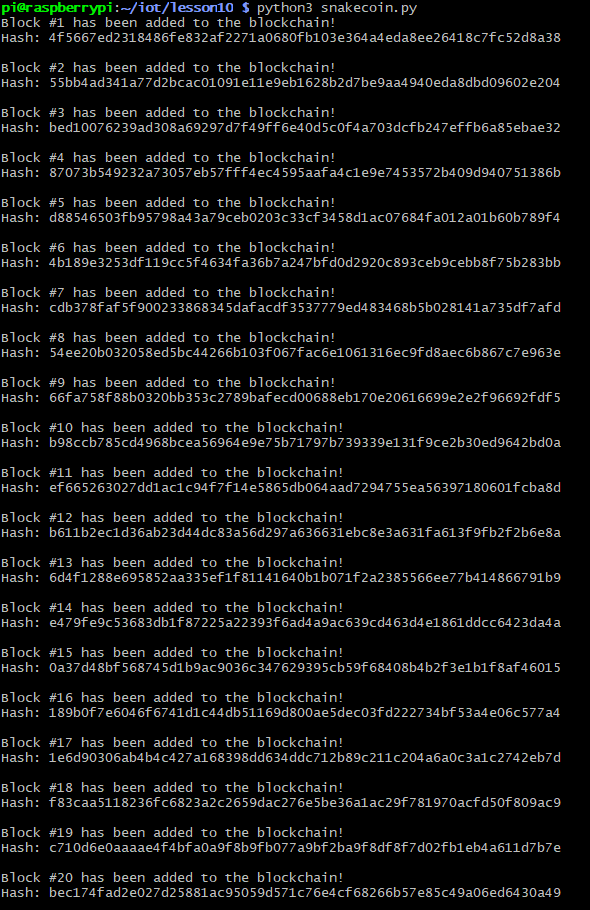 pi@raspberrypi:~/iot/lesson10 $ python3 snakecoin.py
Block #1 has been added to the blockchain!
Hash: 4f5667ed2318486fe832af2271a0680fb103e364a4eda8ee26418c7fc52d8a38
Block #2 has been added to the blockchain!
Hash: 55bb4ad341a77d2bcac01091e11e9eb1628b2d7be9aa4940eda8dbd09602e204
Block #3 has been added to the blockchain!
Hash: bed10076239ad308a69297d7f49ff6e40d5c0f4a703dcfb247effb6a85ebae32
Block #4 has been added to the blockchain!
Hash: 87073b549232a73057eb57fff4ec4595aafa4c1e9e7453572b409d940751386b
Block #5 has been added to the blockchain!
Hash: d88546503fb95798a43a79ceb0203c33cf3458d1ac07684fa012a01b60b789f4
Block #6 has been added to the blockchain!
Hash: 4b189e3253df119cc5f4634fa36b7a247bfd0d2920c893ceb9cebb8f75b283bb
Block #7 has been added to the blockchain!
Hash: cdb378faf5f900233868345dafacdf3537779ed483468b5b028141a735df7afd
Block #8 has been added to the blockchain!
Hash: 54ee20b032058ed5bc44266b103f067fac6e1061316ec9fd8aec6b867c7e963e
Block #9 has been added to the blockchain!
Hash: 66fa758f88b0320bb353c2789bafecd00688eb170e20616699e2e2f96692fdf5
Block #10 has been added to the blockchain!
Hash: b98ccb785cd4968bcea56964e9e75b71797b739339e131f9ce2b30ed9642bd0a
Block #11 has been added to the blockchain!
Hash: ef665263027dd1ac1c94f7f14e5865db064aad7294755ea56397180601fcba8d
Block #12 has been added to the blockchain!
Hash: b611b2ec1d36ab23d44dc83a56d297a636631ebc8e3a631fa613f9fb2f2b6e8a
Block #13 has been added to the blockchain!
Hash: 6d4f1288e695852aa335ef1f81141640b1b071f2a2385566ee77b414866791b9
Block #14 has been added to the blockchain!
Hash: e479fe9c53683db1f87225a22393f6ad4a9ac639cd463d4e1861ddcc6423da4a
Block #15 has been added to the blockchain!
Hash: 0a37d48bf568745d1b9ac9036c347629395cb59f68408b4b2f3e1b1f8af46015
Block #16 has been added to the blockchain!
Hash: 189b0f7e6046f6741d1c44db51169d800ae5dec03fd222734bf53a4e06c577a4
Block #17 has been added to the blockchain!
Hash: 1e6d90306ab4b4c427a168398dd634ddc712b89c211c204a6a0c3a1c2742eb7d
Block #18 has been added to the blockchain!
Hash: f83caa5118236fc6823a2c2659dac276e5be36a1ac29f781970acfd50f809ac9
Block #19 has been added to the blockchain!
Hash: c710d6e0aaaae4f4bfa0a9f8b9fb077a9bf2ba9f8df8f7d02fb1eb4a611d7b7e
Block #20 has been added to the blockchain!
Hash: bec174fad2e027d25881ac95059d571c76e4cf68266b57e85c49a06ed6430a49